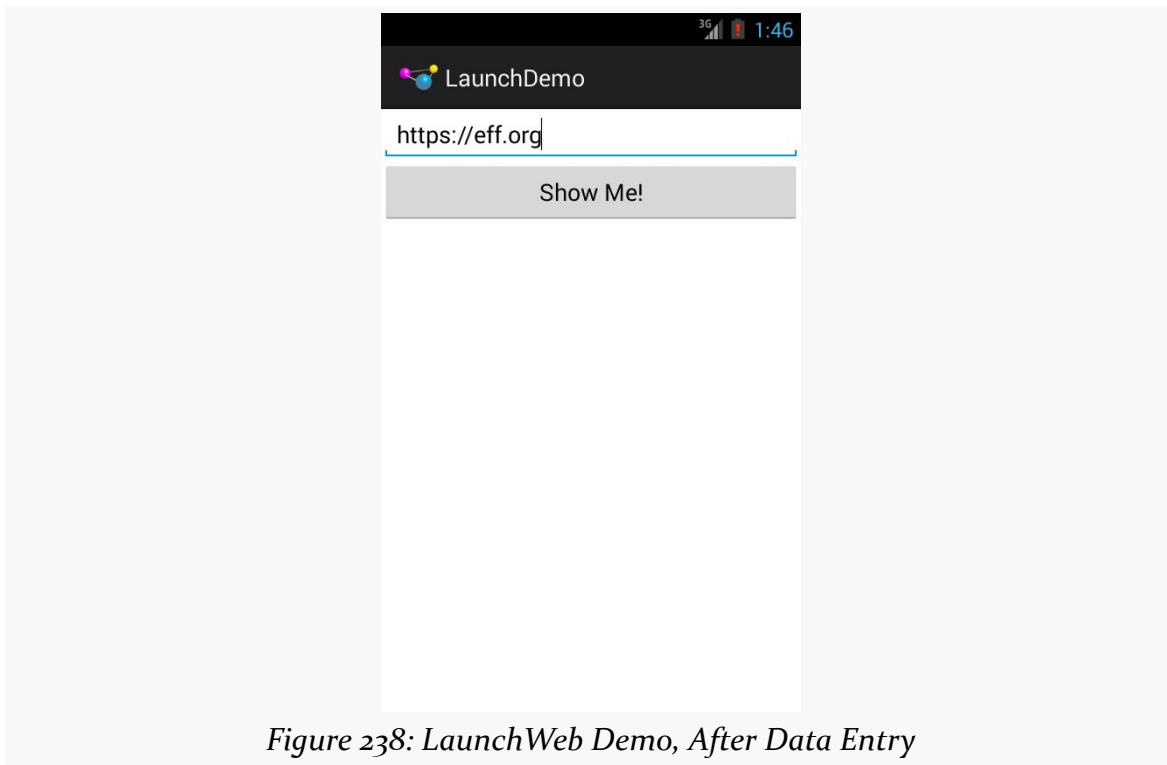 3G 1:46
LaunchDemo
https://eff.org
Show Me!
Figure 238: LaunchWeb Demo, After Data Entry